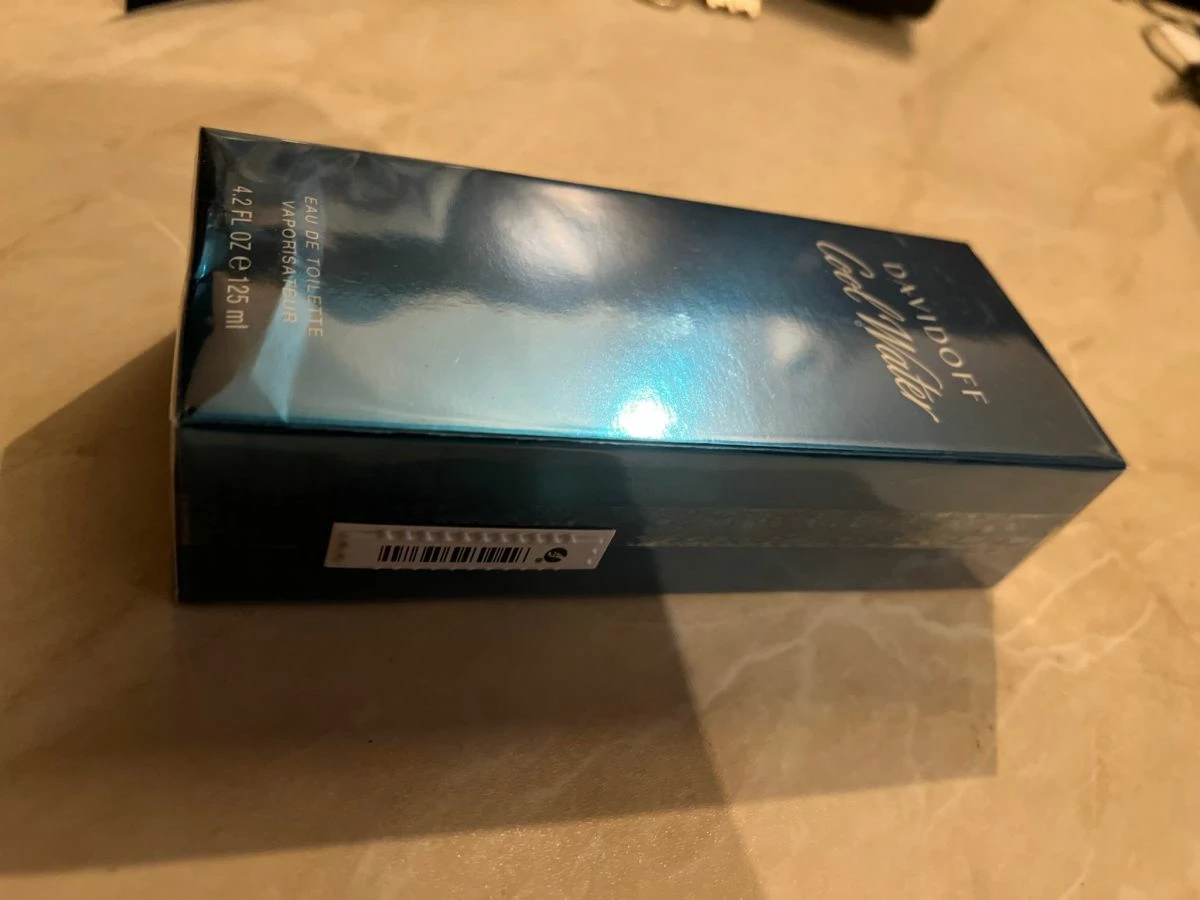 DAVIDOFF
Cool Water
EAU DE TOILETTE
VAPORISATEUR
4.2 FL OZ e 125 ml